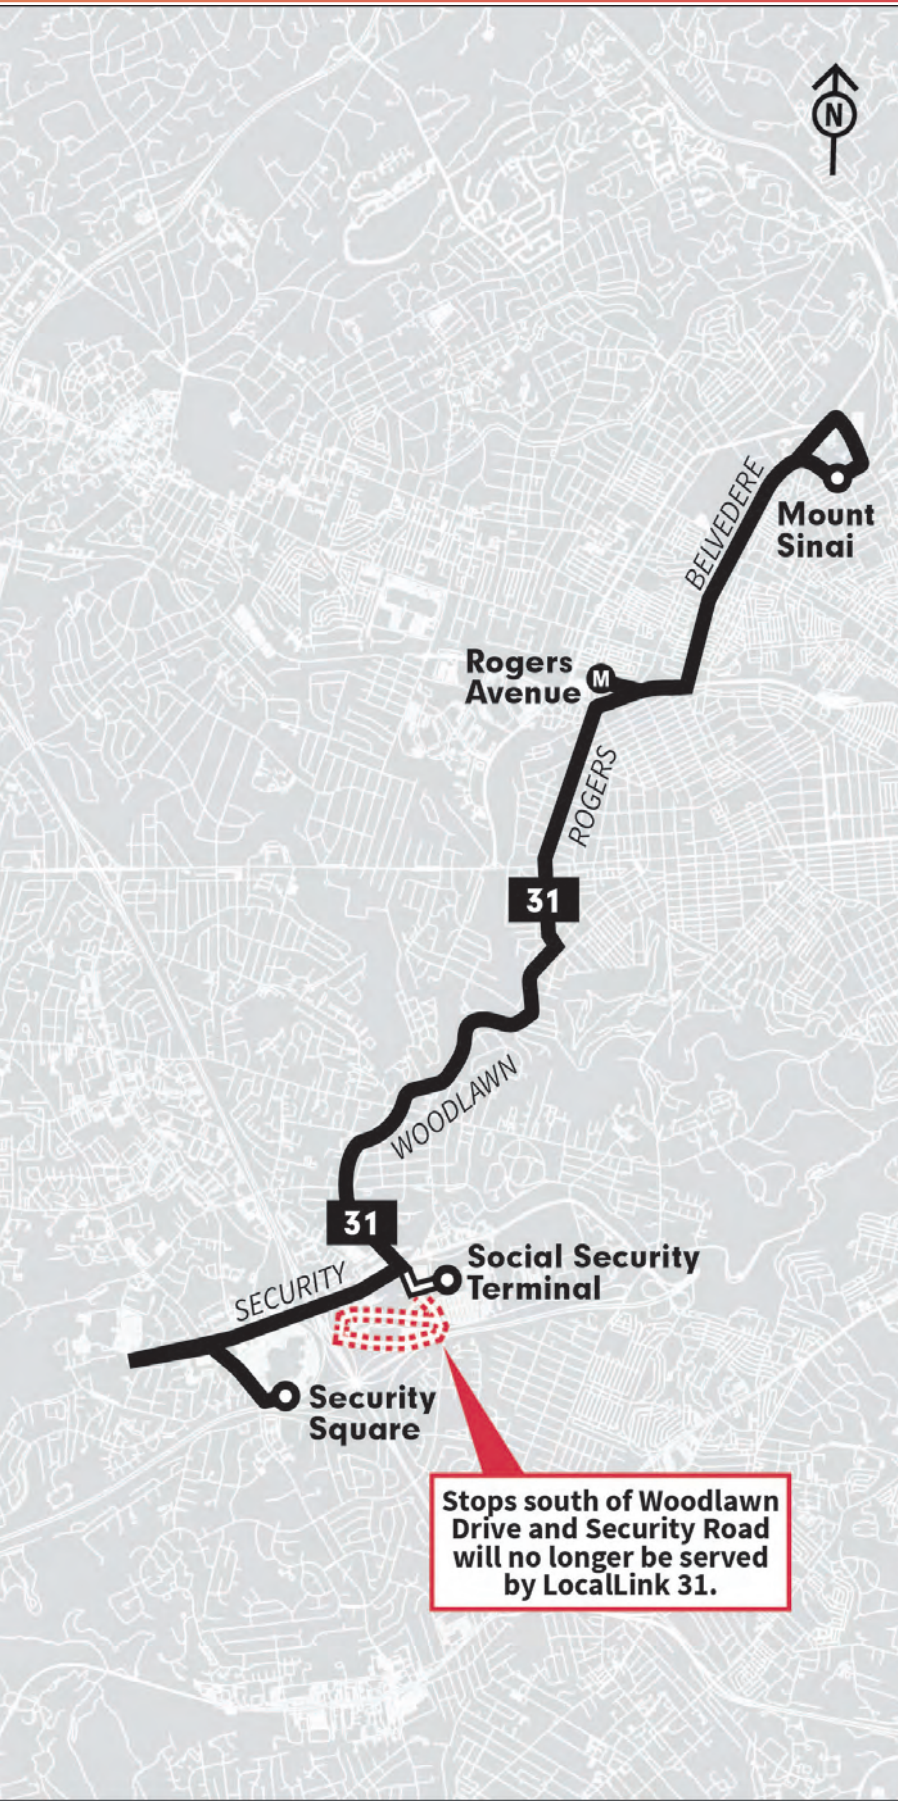 N
BELVEDERE
Mount
Sinai
Rogers
Avenue
M
ROGERS
31
WOODLAWN
31
Social Security
Terminal
SECURITY
Security
Square
Stops south of Woodlawn
Drive and Security Road
will no longer be served
by LocalLink 31.